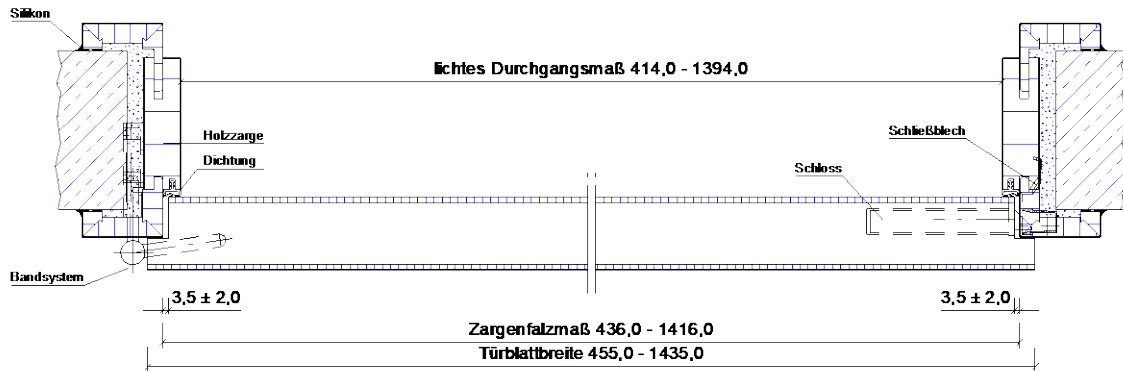 Silikon
lichtes Durchgangsmaß 414,0 - 1394,0
Holzzarge
Schließblech
Dichtung
Schloss
Bandsystem
3,5 ± 2,0
3,5 ± 2,0
Zargenfalzmaß 436,0 - 1416,0
Türblattbreite 455,0 - 1435,0